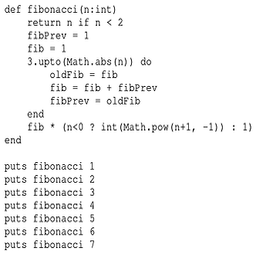 def fibonacci(n:int)
    return n if n < 2
    fibPrev = 1
    fib = 1
    3.upto(Math.abs(n)) do
        oldFib = fib
        fib = fib + fibPrev
        fibPrev = oldFib
    end
    fib * (n<0 ? int(Math.pow(n+1, -1)) : 1)
end

puts fibonacci 1
puts fibonacci 2
puts fibonacci 3
puts fibonacci 4
puts fibonacci 5
puts fibonacci 6
puts fibonacci 7